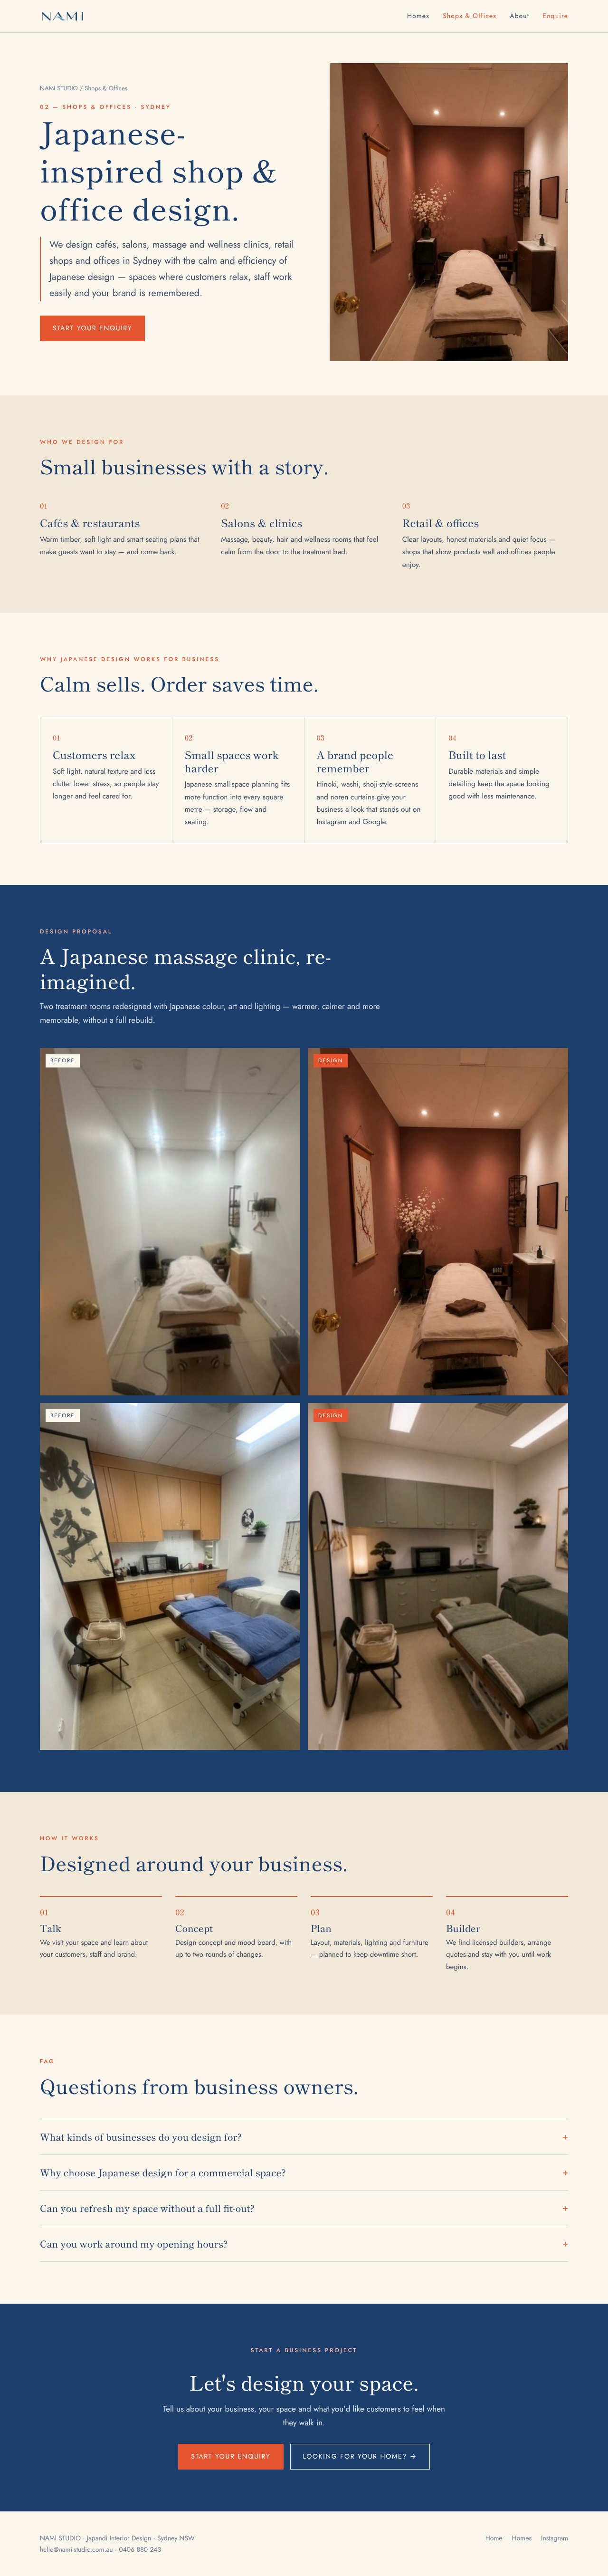 NAMI
Homes Shops & Offices About Enquire
NAMI STUDIO / Shops & Offices
02 — SHOPS & OFFICES · SYDNEY
Japanese-
inspired shop &
office design.
We design cafés, salons, massage and wellness clinics, retail
shops and offices in Sydney with the calm and efficiency of
Japanese design — spaces where customers relax, staff work
easily and your brand is remembered.
START YOUR ENQUIRY
WHO WE DESIGN FOR
Small businesses with a story.
01
Cafés & restaurants
Warm timber, soft light and smart seating plans that
make guests want to stay — and come back.
02
Salons & clinics
Massage, beauty, hair and wellness rooms that feel
calm from the door to the treatment bed.
03
Retail & offices
Clear layouts, honest materials and quiet focus —
shops that show products well and offices people
enjoy.
WHY JAPANESE DESIGN WORKS FOR BUSINESS
Calm sells. Order saves time.
01
Customers relax
Soft light, natural texture and less
clutter lower stress, so people stay
longer and feel cared for.
02
Small spaces work
harder
Japanese small-space planning fits
more function into every square
metre — storage, flow and
seating.
03
A brand people
remember
Hinoki, washi, shoji-style screens
and noren curtains give your
business a look that stands out on
Instagram and Google.
04
Built to last
Durable materials and simple
detailing keep the space looking
good with less maintenance.
DESIGN PROPOSAL
A Japanese massage clinic, re-
imagined.
Two treatment rooms redesigned with Japanese colour, art and lighting — warmer, calmer and more
memorable, without a full rebuild.
BEFORE
DESIGN
BEFORE
DESIGN
HOW IT WORKS
Designed around your business.
01
Talk
We visit your space and learn about
your customers, staff and brand.
02
Concept
Design concept and mood board, with
up to two rounds of changes.
03
Plan
Layout, materials, lighting and furniture
— planned to keep downtime short.
04
Builder
We find licensed builders, arrange
quotes and stay with you until work
begins.
FAQ
Questions from business owners.
What kinds of businesses do you design for? +
Why choose Japanese design for a commercial space? +
Can you refresh my space without a full fit-out? +
Can you work around my opening hours? +
START A BUSINESS PROJECT
Let's design your space.
Tell us about your business, your space and what you'd like customers to feel when
they walk in.
START YOUR ENQUIRY
LOOKING FOR YOUR HOME? →
NAMI STUDIO · Japandi Interior Design · Sydney NSW
hello@nami-studio.com.au · 0406 880 243
Home Homes Instagram